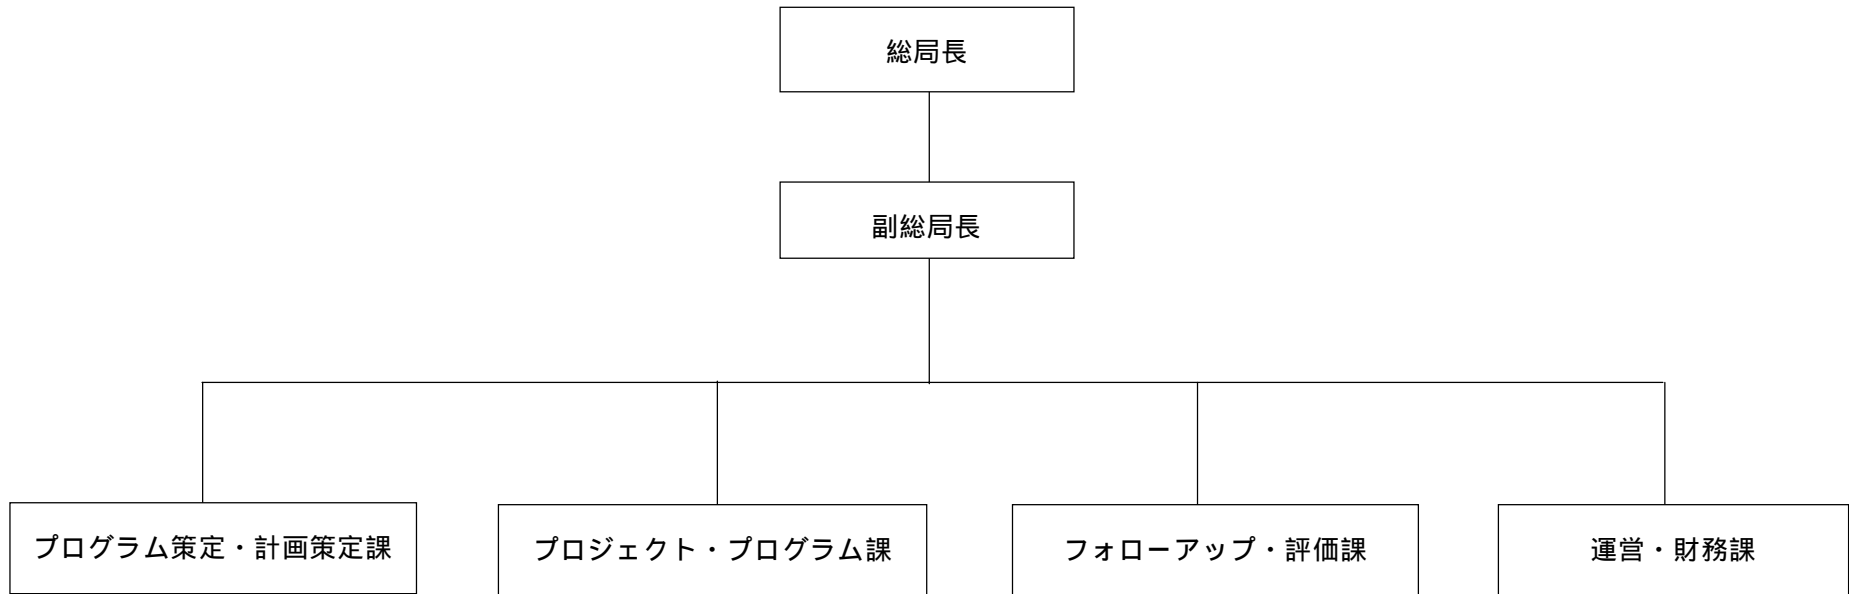 総局長
副総局長
プログラム策定・計画策定課
プロジェクト・プログラム課
フォローアップ・評価課
運営・財務課